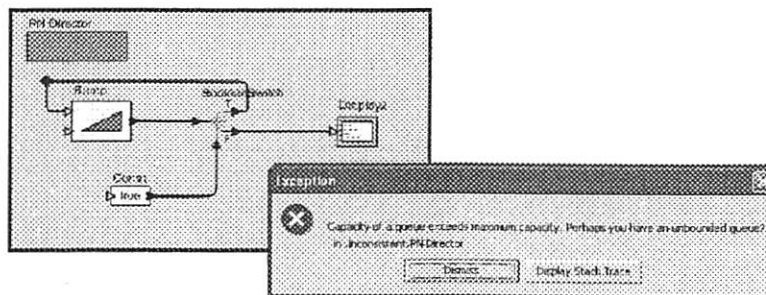 PN Director
Ramp
BooleanSwitch
T
F
Display2
Const
true
Exception
Capacity of a queue exceeds maximum capacity. Perhaps you have an unbounded queue?
in .inconsistent.PN Director
Dismiss
Display Stack Trace